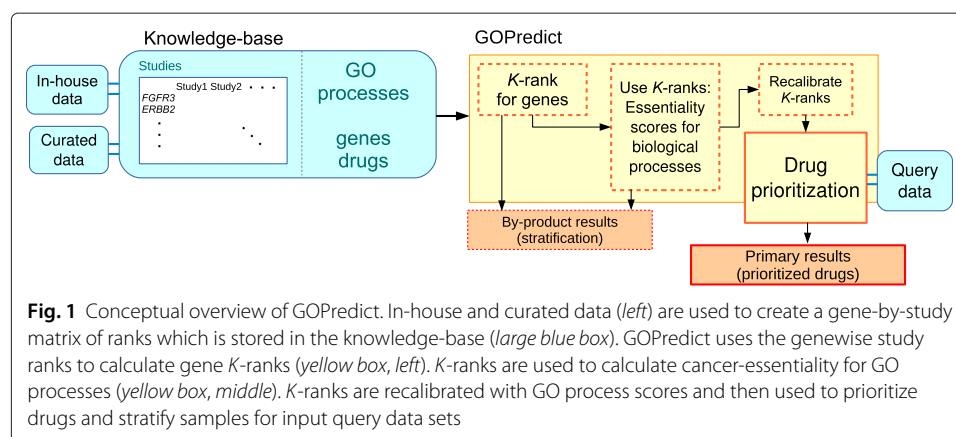 Knowledge-base
GOPredict
In-house
data
Curated
data
Studies
Study1 Study2 . . .
FGFR3
ERBB2
GO
processes
genes
drugs
K-rank
for genes
Use K-ranks:
Essentiality
scores for
biological
processes
Recalibrate
K-ranks
Drug
prioritization
Query
data
By-product results
(stratification)
Primary results
(prioritized drugs)
Fig. 1 Conceptual overview of GOPredict. In-house and curated data (left) are used to create a gene-by-study
matrix of ranks which is stored in the knowledge-base (large blue box). GOPredict uses the genewise study
ranks to calculate gene K-ranks (yellow box, left). K-ranks are used to calculate cancer-essentiality for GO
processes (yellow box, middle). K-ranks are recalibrated with GO process scores and then used to prioritize
drugs and stratify samples for input query data sets